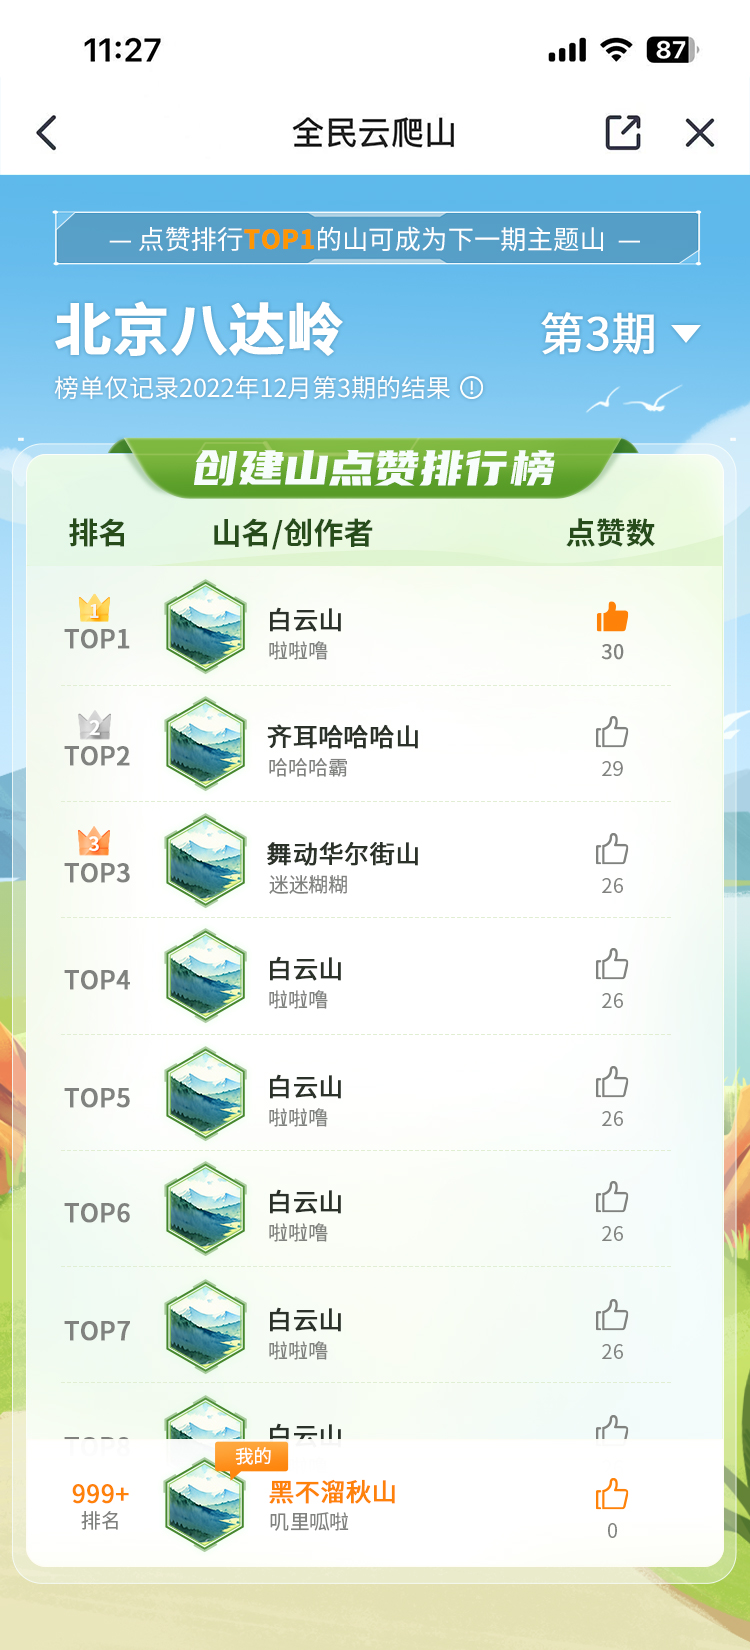 11:27
87
全民云爬山
— 点赞排行TOP1的山可成为下一期主题山 —
北京八达岭
第3期
榜单仅记录2022年12月第3期的结果
创建山点赞排行榜
排名 山名/创作者 点赞数
1
TOP1
白云山
啦啦噜
30
2
TOP2
齐耳哈哈哈山
哈哈哈霸
29
3
TOP3
舞动华尔街山
迷迷糊糊
26
TOP4
白云山
啦啦噜
26
TOP5
白云山
啦啦噜
26
TOP6
白云山
啦啦噜
26
TOP7
白云山
啦啦噜
26
TOP8
白云山
我的
999+
排名
黑不溜秋山
叽里呱啦
0